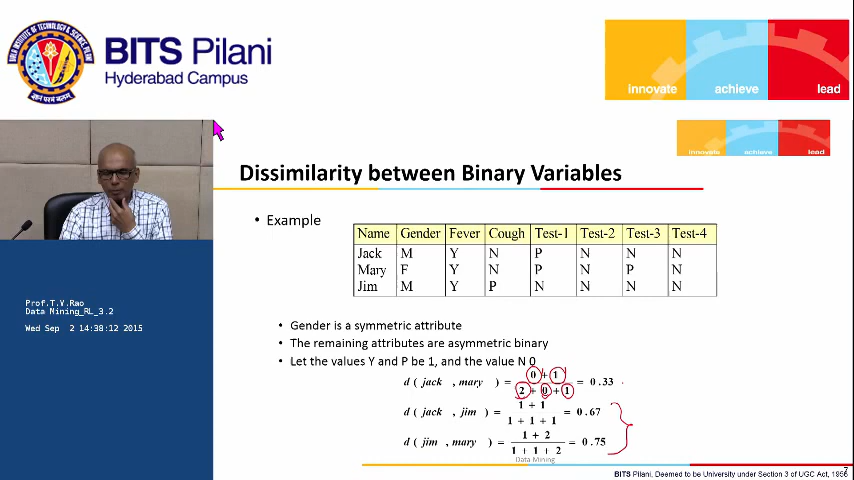 BITS Pilani
Hyderabad Campus
innovate achieve lead
innovate achieve lead
Dissimilarity between Binary Variables
• Example
Name Gender Fever Cough Test-1 Test-2 Test-3 Test-4
Jack M Y N P N N N
Mary F Y N P N P N
Jim M Y P N N N N
• Gender is a symmetric attribute
• The remaining attributes are asymmetric binary
• Let the values Y and P be 1, and the value N 0
d ( jack , mary ) = 0 + 1 / 2 + 0 + 1 = 0.33
d ( jack , jim ) = 1 + 1 / 1 + 1 + 1 = 0.67
d ( jim , mary ) = 1 + 2 / 1 + 1 + 2 = 0.75
Prof.T.V.Rao
Data Mining_RL_3.2
Wed Sep 2 14:38:12 2015
Data Mining
7
BITS Pilani, Deemed to be University under Section 3 of UGC Act, 1956